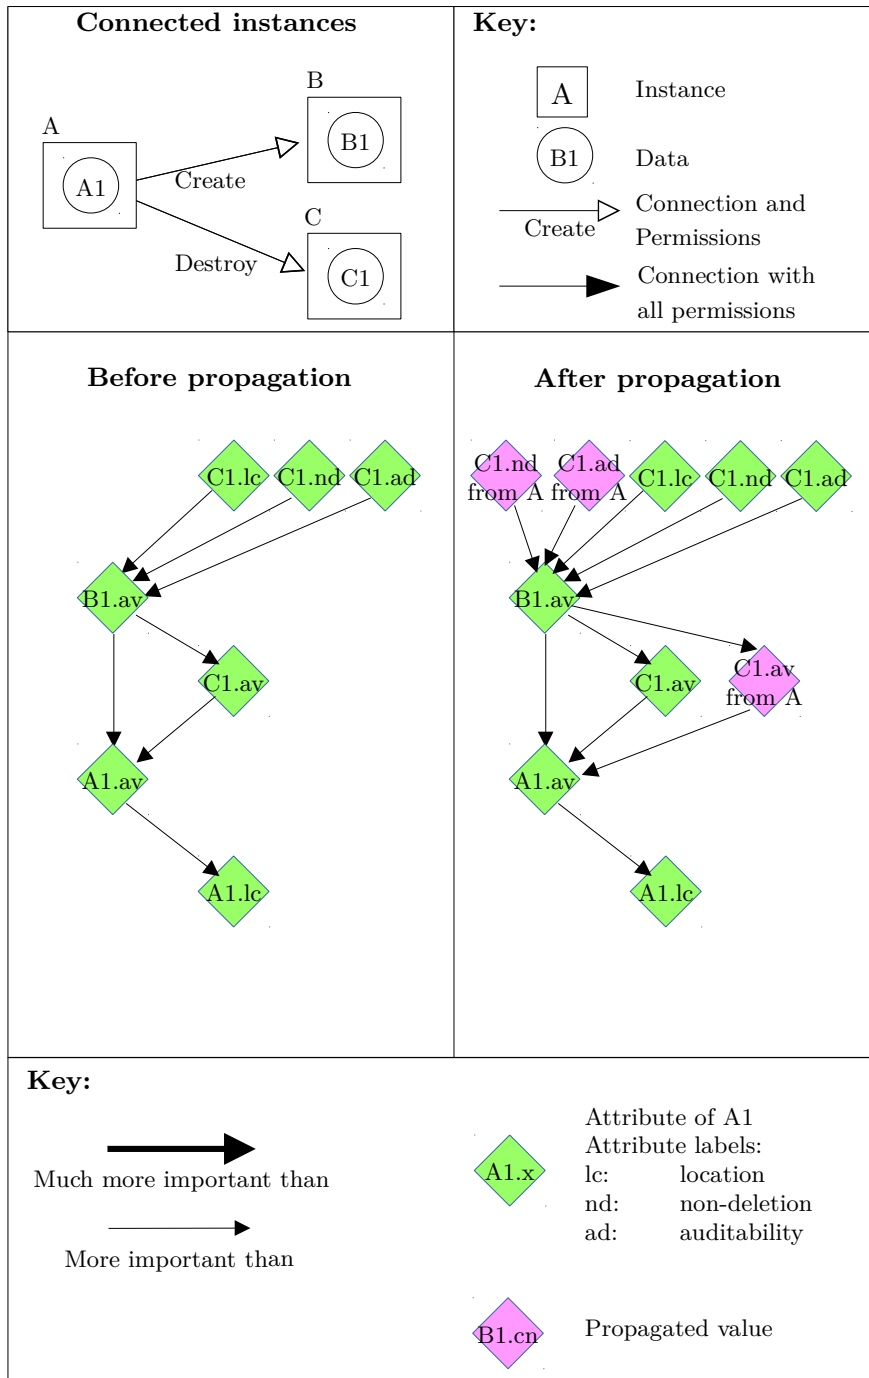 Connected instances
A
A1
B
B1
Create
C
C1
Destroy
Key:
A
Instance
B1
Data
Create
Connection and
Permissions
Connection with
all permissions
Before propagation
C1.lc
C1.nd
C1.ad
B1.av
C1.av
A1.av
A1.lc
After propagation
C1.nd
from A
C1.ad
from A
C1.lc
C1.nd
C1.ad
B1.av
C1.av
C1.av
from A
A1.av
A1.lc
Key:
Much more important than
More important than
A1.x
Attribute of A1
Attribute labels:
lc: location
nd: non-deletion
ad: auditability
B1.cn
Propagated value